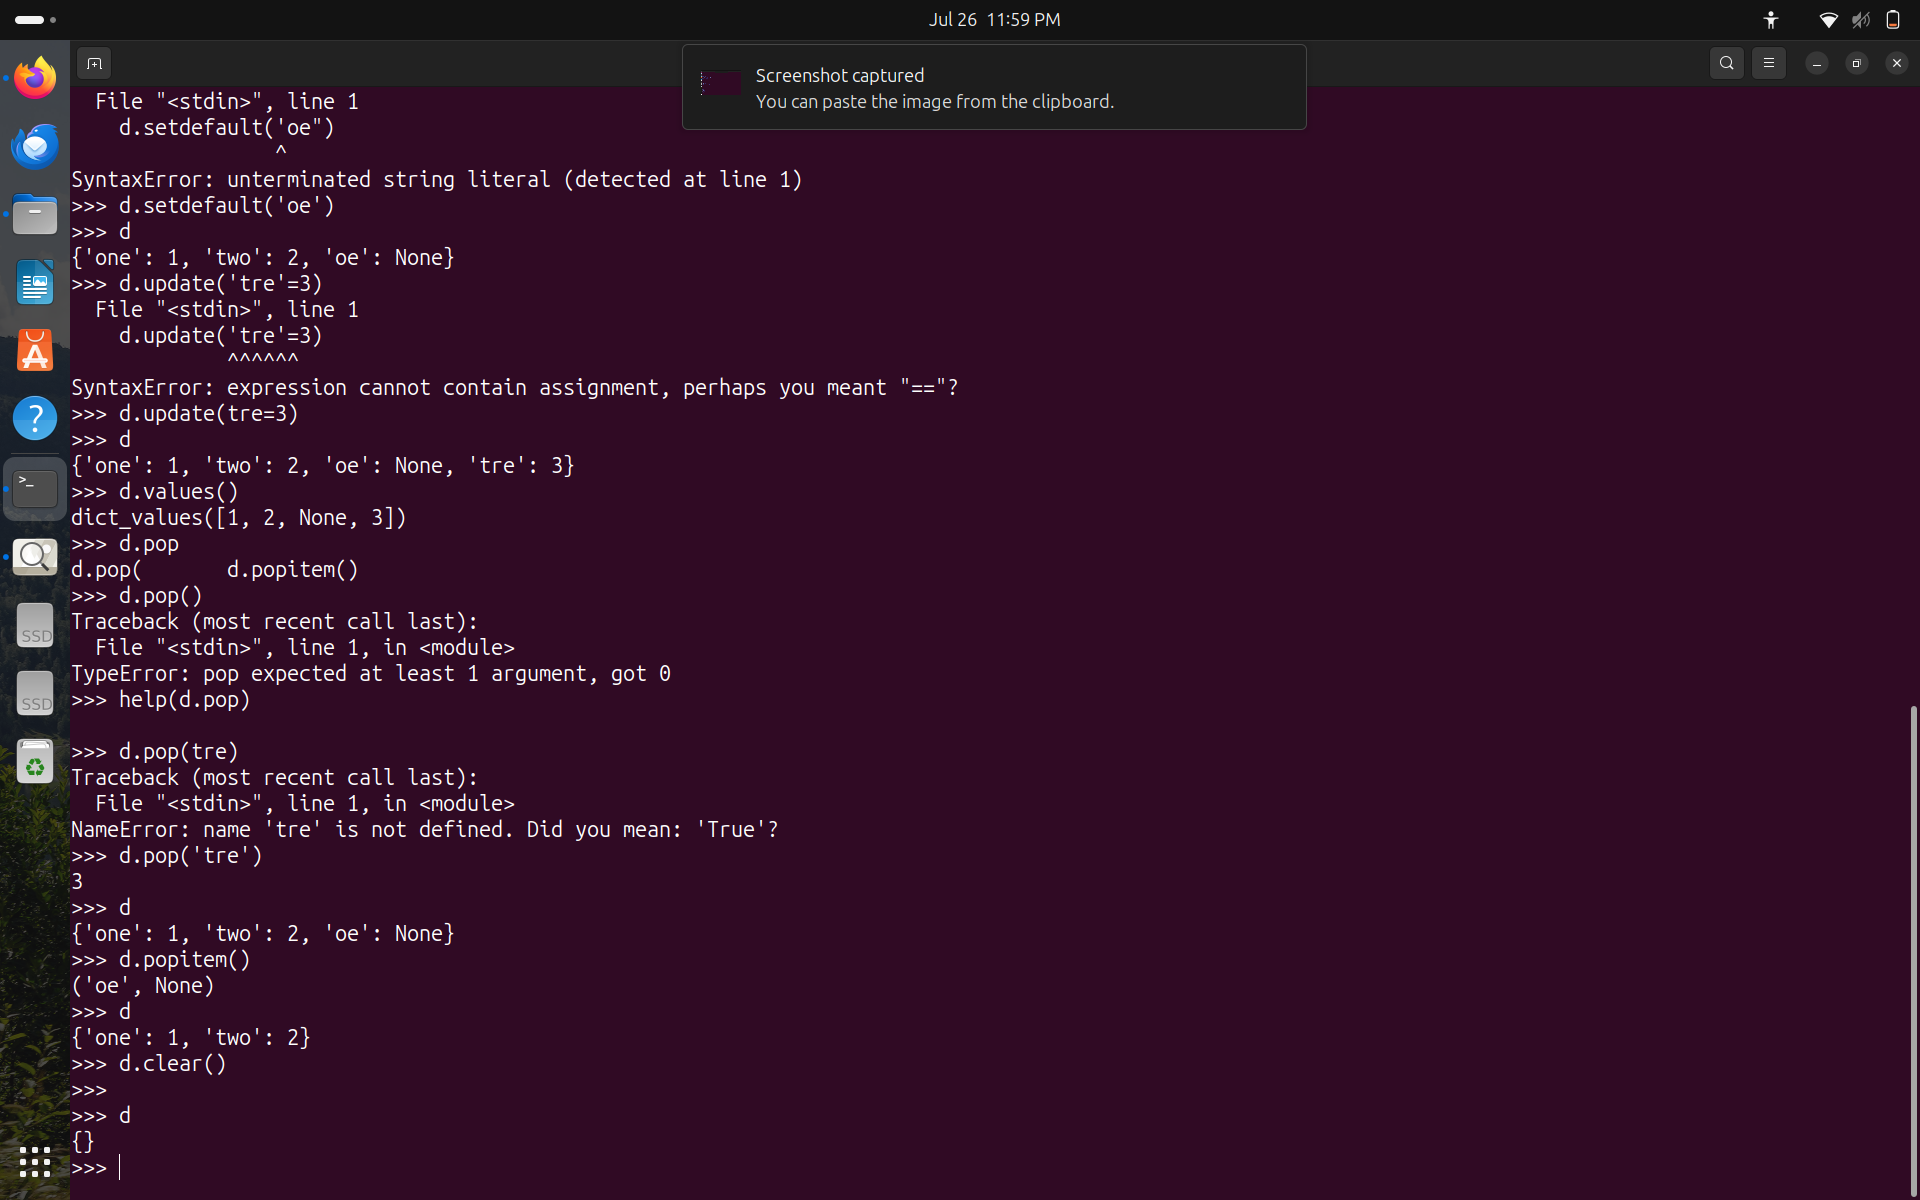 Jul 26 11:59 PM
Screenshot captured
You can paste the image from the clipboard.
  File "<stdin>", line 1
    d.setdefault('oe")
                 ^
SyntaxError: unterminated string literal (detected at line 1)
>>> d.setdefault('oe')
>>> d
{'one': 1, 'two': 2, 'oe': None}
>>> d.update('tre'=3)
  File "<stdin>", line 1
    d.update('tre'=3)
             ^^^^^^
SyntaxError: expression cannot contain assignment, perhaps you meant "=="?
>>> d.update(tre=3)
>>> d
{'one': 1, 'two': 2, 'oe': None, 'tre': 3}
>>> d.values()
dict_values([1, 2, None, 3])
>>> d.pop
d.pop(       d.popitem()
>>> d.pop()
Traceback (most recent call last):
  File "<stdin>", line 1, in <module>
TypeError: pop expected at least 1 argument, got 0
>>> help(d.pop)

>>> d.pop(tre)
Traceback (most recent call last):
  File "<stdin>", line 1, in <module>
NameError: name 'tre' is not defined. Did you mean: 'True'?
>>> d.pop('tre')
3
>>> d
{'one': 1, 'two': 2, 'oe': None}
>>> d.popitem()
('oe', None)
>>> d
{'one': 1, 'two': 2}
>>> d.clear()
>>>
>>> d
{}
>>>
SSD
SSD